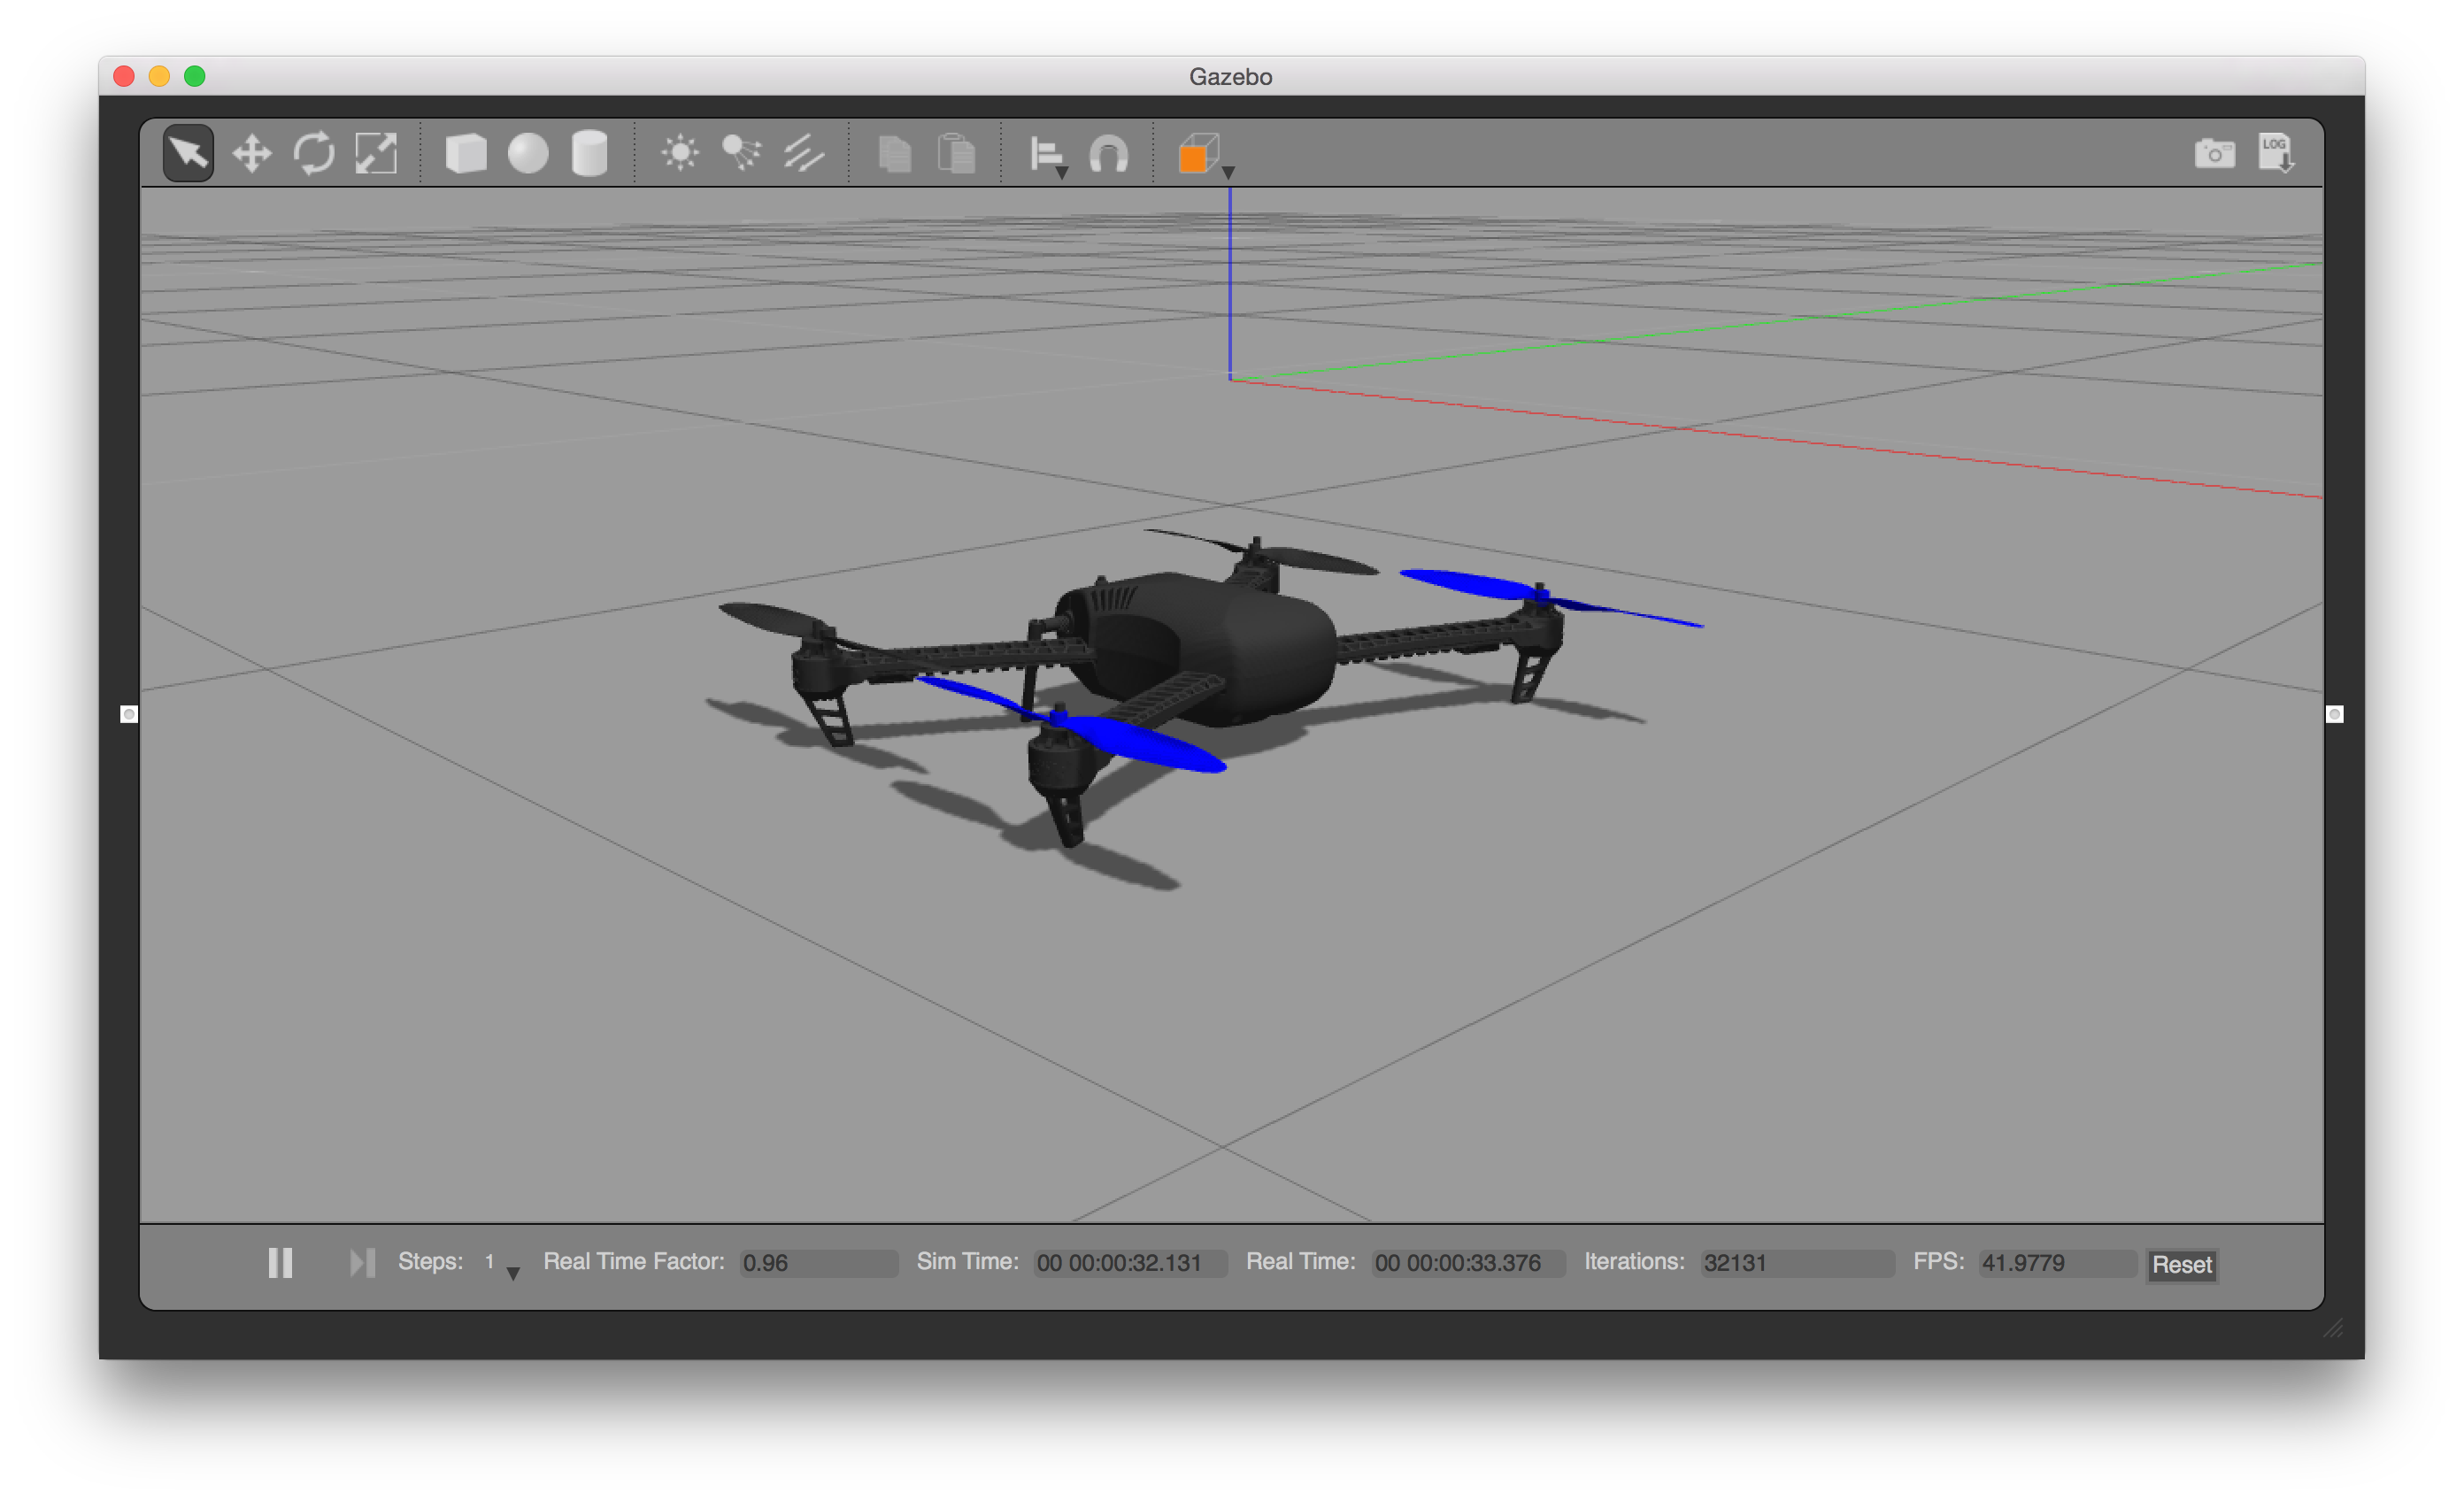 Gazebo
LOG
Steps: 1 Real Time Factor: 0.96 Sim Time: 00 00:00:32.131 Real Time: 00 00:00:33.376 Iterations: 32131 FPS: 41.9779 Reset